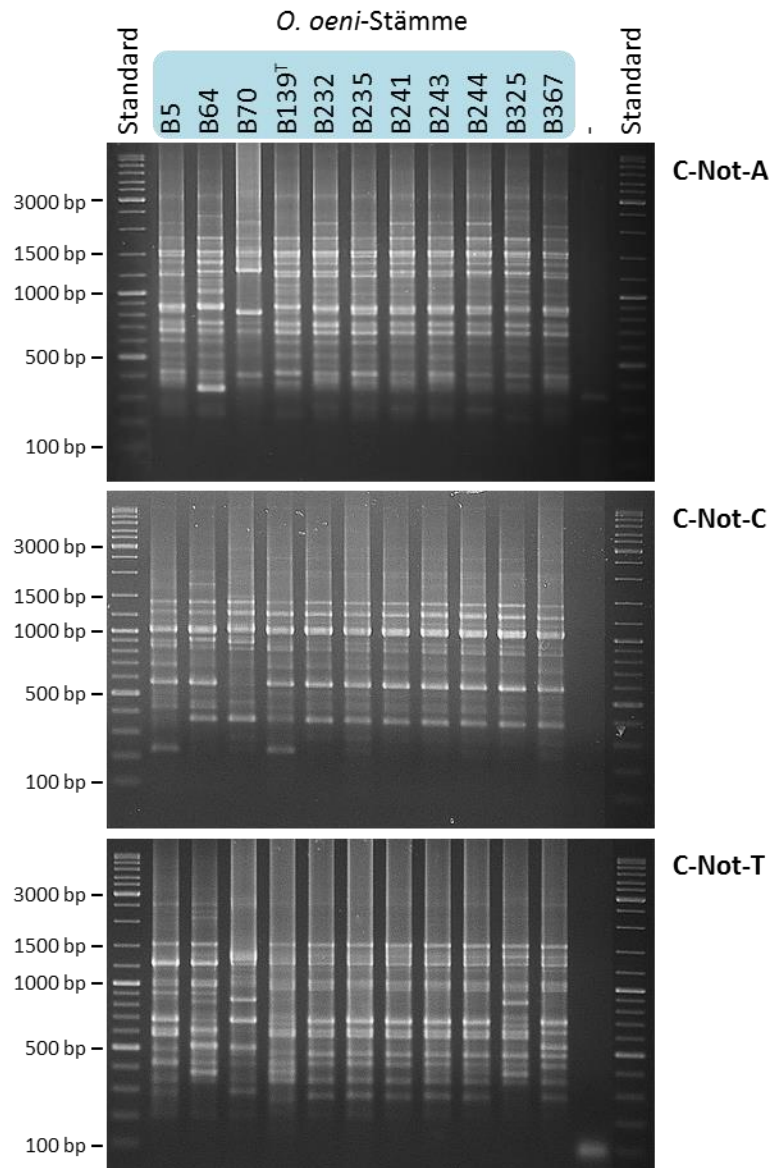 O. oeni-Stämme
Standard
B5
B64
B70
B139ᵀ
B232
B235
B241
B243
B244
B325
B367
-
Standard
C-Not-A
3000 bp
1500 bp
1000 bp
500 bp
100 bp
C-Not-C
3000 bp
1500 bp
1000 bp
500 bp
100 bp
C-Not-T
3000 bp
1500 bp
1000 bp
500 bp
100 bp